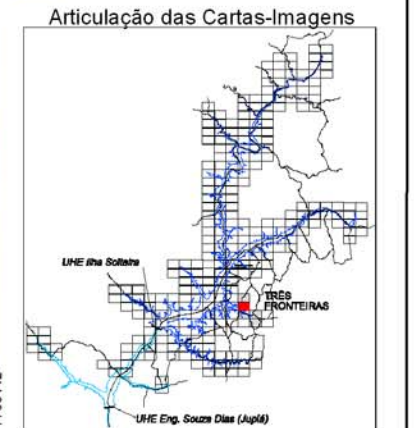 Articulação das Cartas-Imagens
UHE Ilha Solteira
TRÊS
FRONTEIRAS
UHE Eng. Souza Dias (Jupiá)